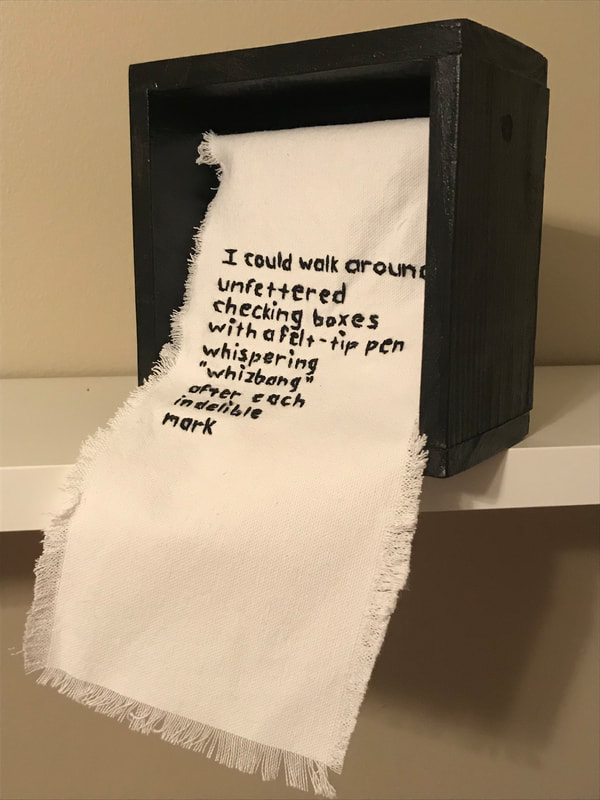 I could walk around
unfettered
checking boxes
with a felt-tip pen
whispering
"whizbang"
after each
indelible
mark